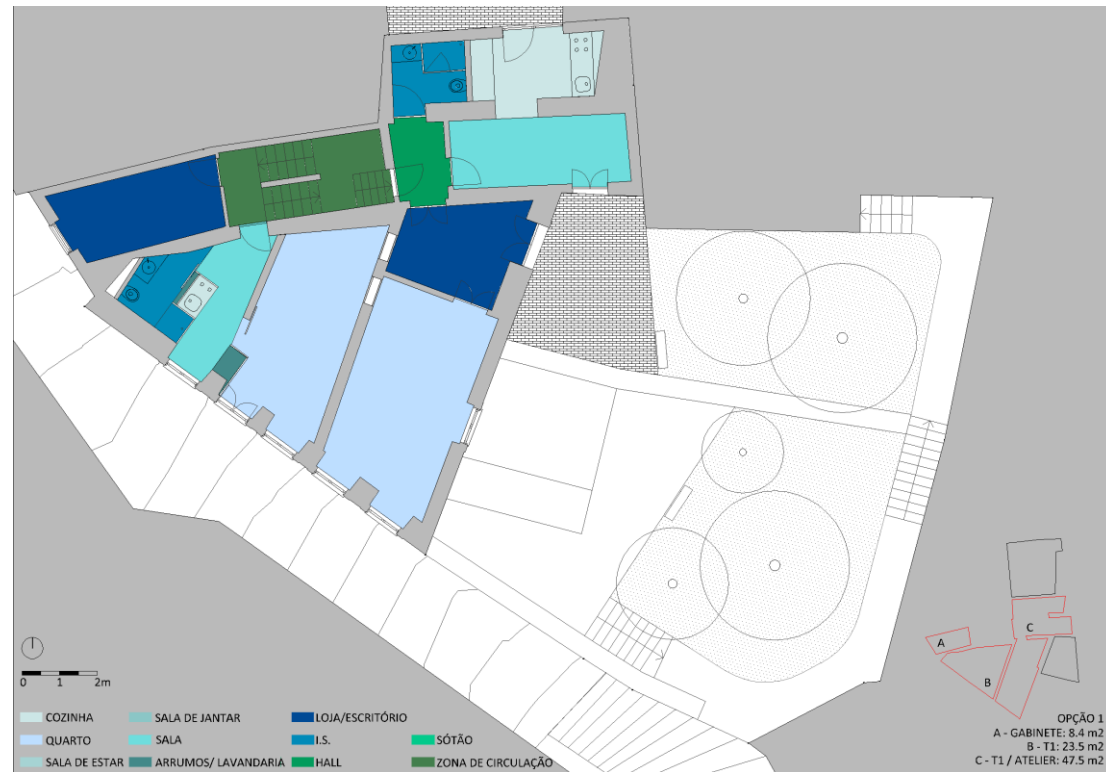 A
C
B
0 1 2m
COZINHA SALA DE JANTAR LOJA/ESCRITÓRIO
QUARTO SALA I.S. SÓTÃO
SALA DE ESTAR ARRUMOS/ LAVANDARIA HALL ZONA DE CIRCULAÇÃO
OPÇÃO 1
A - GABINETE: 8.4 m2
B - T1: 23.5 m2
C - T1 / ATELIER: 47.5 m2